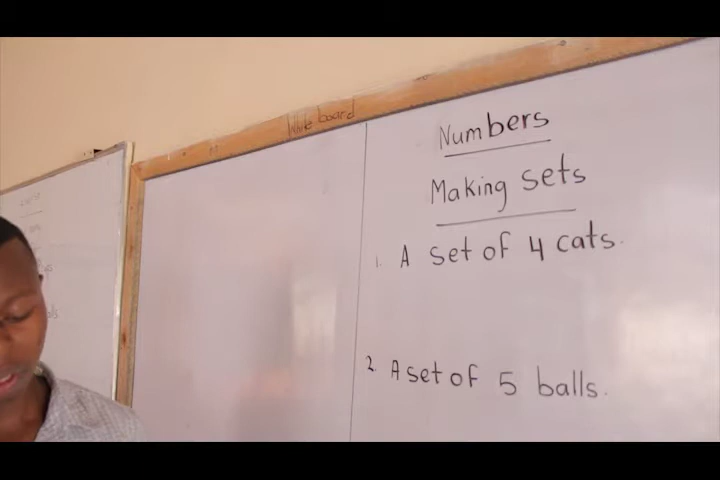 White board
Numbers
Making sets
1. A set of 4 cats.
2. A set of 5 balls.